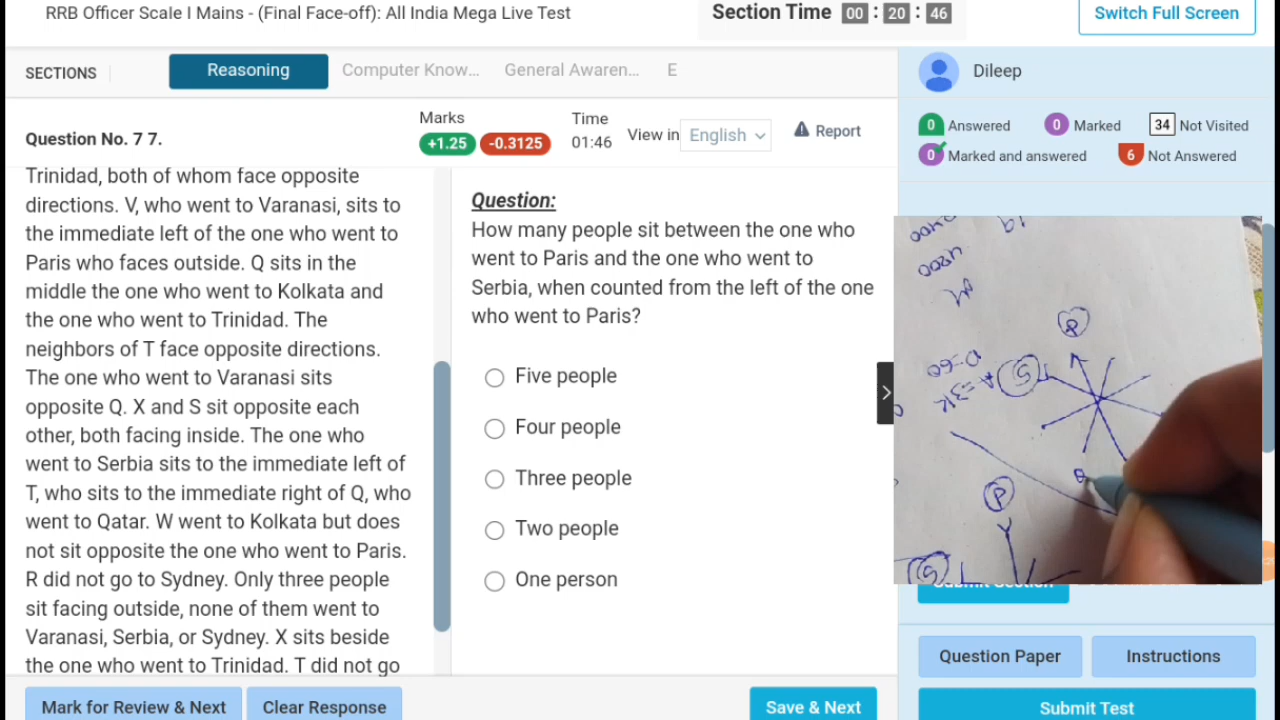 RRB Officer Scale I Mains - (Final Face-off): All India Mega Live Test
Section Time 00 : 20 : 46
Switch Full Screen
SECTIONS
Reasoning
Computer Know...
General Awaren...
E
Dileep
Question No. 7 7.
Marks
+1.25 -0.3125
Time
01:46
View in English
Report
0 Answered
0 Marked
34 Not Visited
0 Marked and answered
6 Not Answered
Trinidad, both of whom face opposite
directions. V, who went to Varanasi, sits to
the immediate left of the one who went to
Paris who faces outside. Q sits in the
middle the one who went to Kolkata and
the one who went to Trinidad. The
neighbors of T face opposite directions.
The one who went to Varanasi sits
opposite Q. X and S sit opposite each
other, both facing inside. The one who
went to Serbia sits to the immediate left of
T, who sits to the immediate right of Q, who
went to Qatar. W went to Kolkata but does
not sit opposite the one who went to Paris.
R did not go to Sydney. Only three people
sit facing outside, none of them went to
Varanasi, Serbia, or Sydney. X sits beside
the one who went to Trinidad. T did not go
Question:
How many people sit between the one who
went to Paris and the one who went to
Serbia, when counted from the left of the one
who went to Paris?
Five people
Four people
Three people
Two people
One person
P
S
P
S
Submit Section
Question Paper
Instructions
Mark for Review & Next
Clear Response
Save & Next
Submit Test